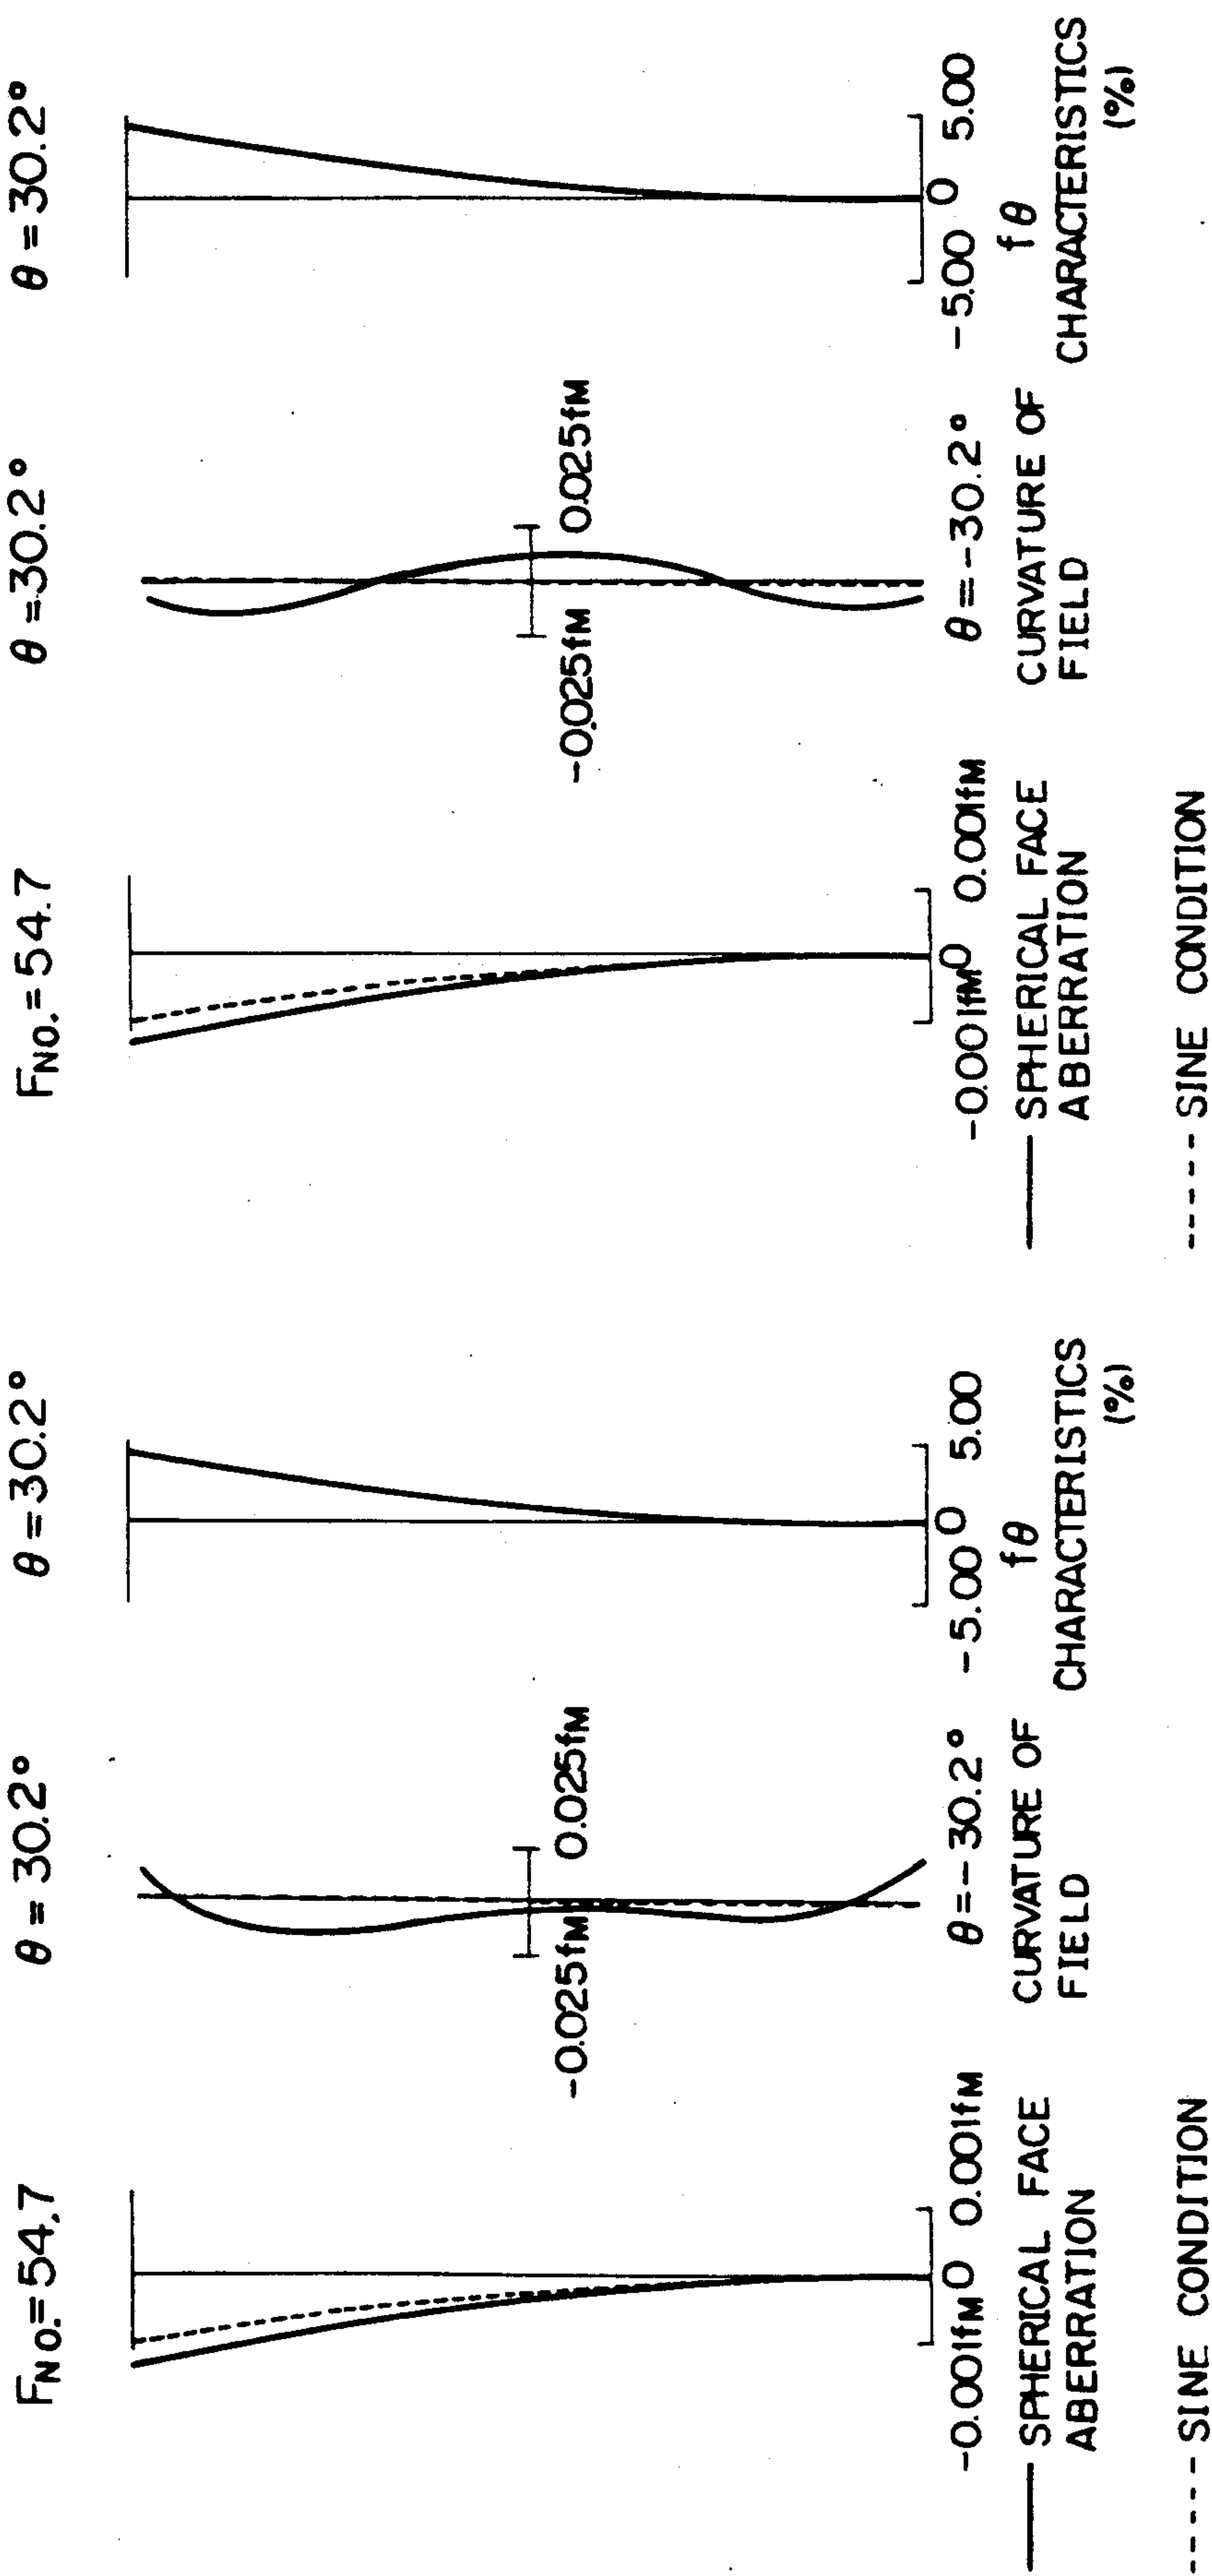 FNO.=54,7
-0.001fM 0 0.001fM
—— SPHERICAL FACE
ABERRATION
---- SINE CONDITION
θ = 30.2°
-0.025fM 0.025fM
θ=-30.2°
CURVATURE OF
FIELD
θ=30.2°
-5.00 0 5.00
fθ
CHARACTERISTICS
(%)
FNO.=54.7
-0.001fM 0 0.001fM
—— SPHERICAL FACE
ABERRATION
---- SINE CONDITION
θ =30.2°
-0.025fM 0.025fM
θ=-30.2°
CURVATURE OF
FIELD
θ = 30.2°
-5.00 0 5.00
fθ
CHARACTERISTICS
(%)